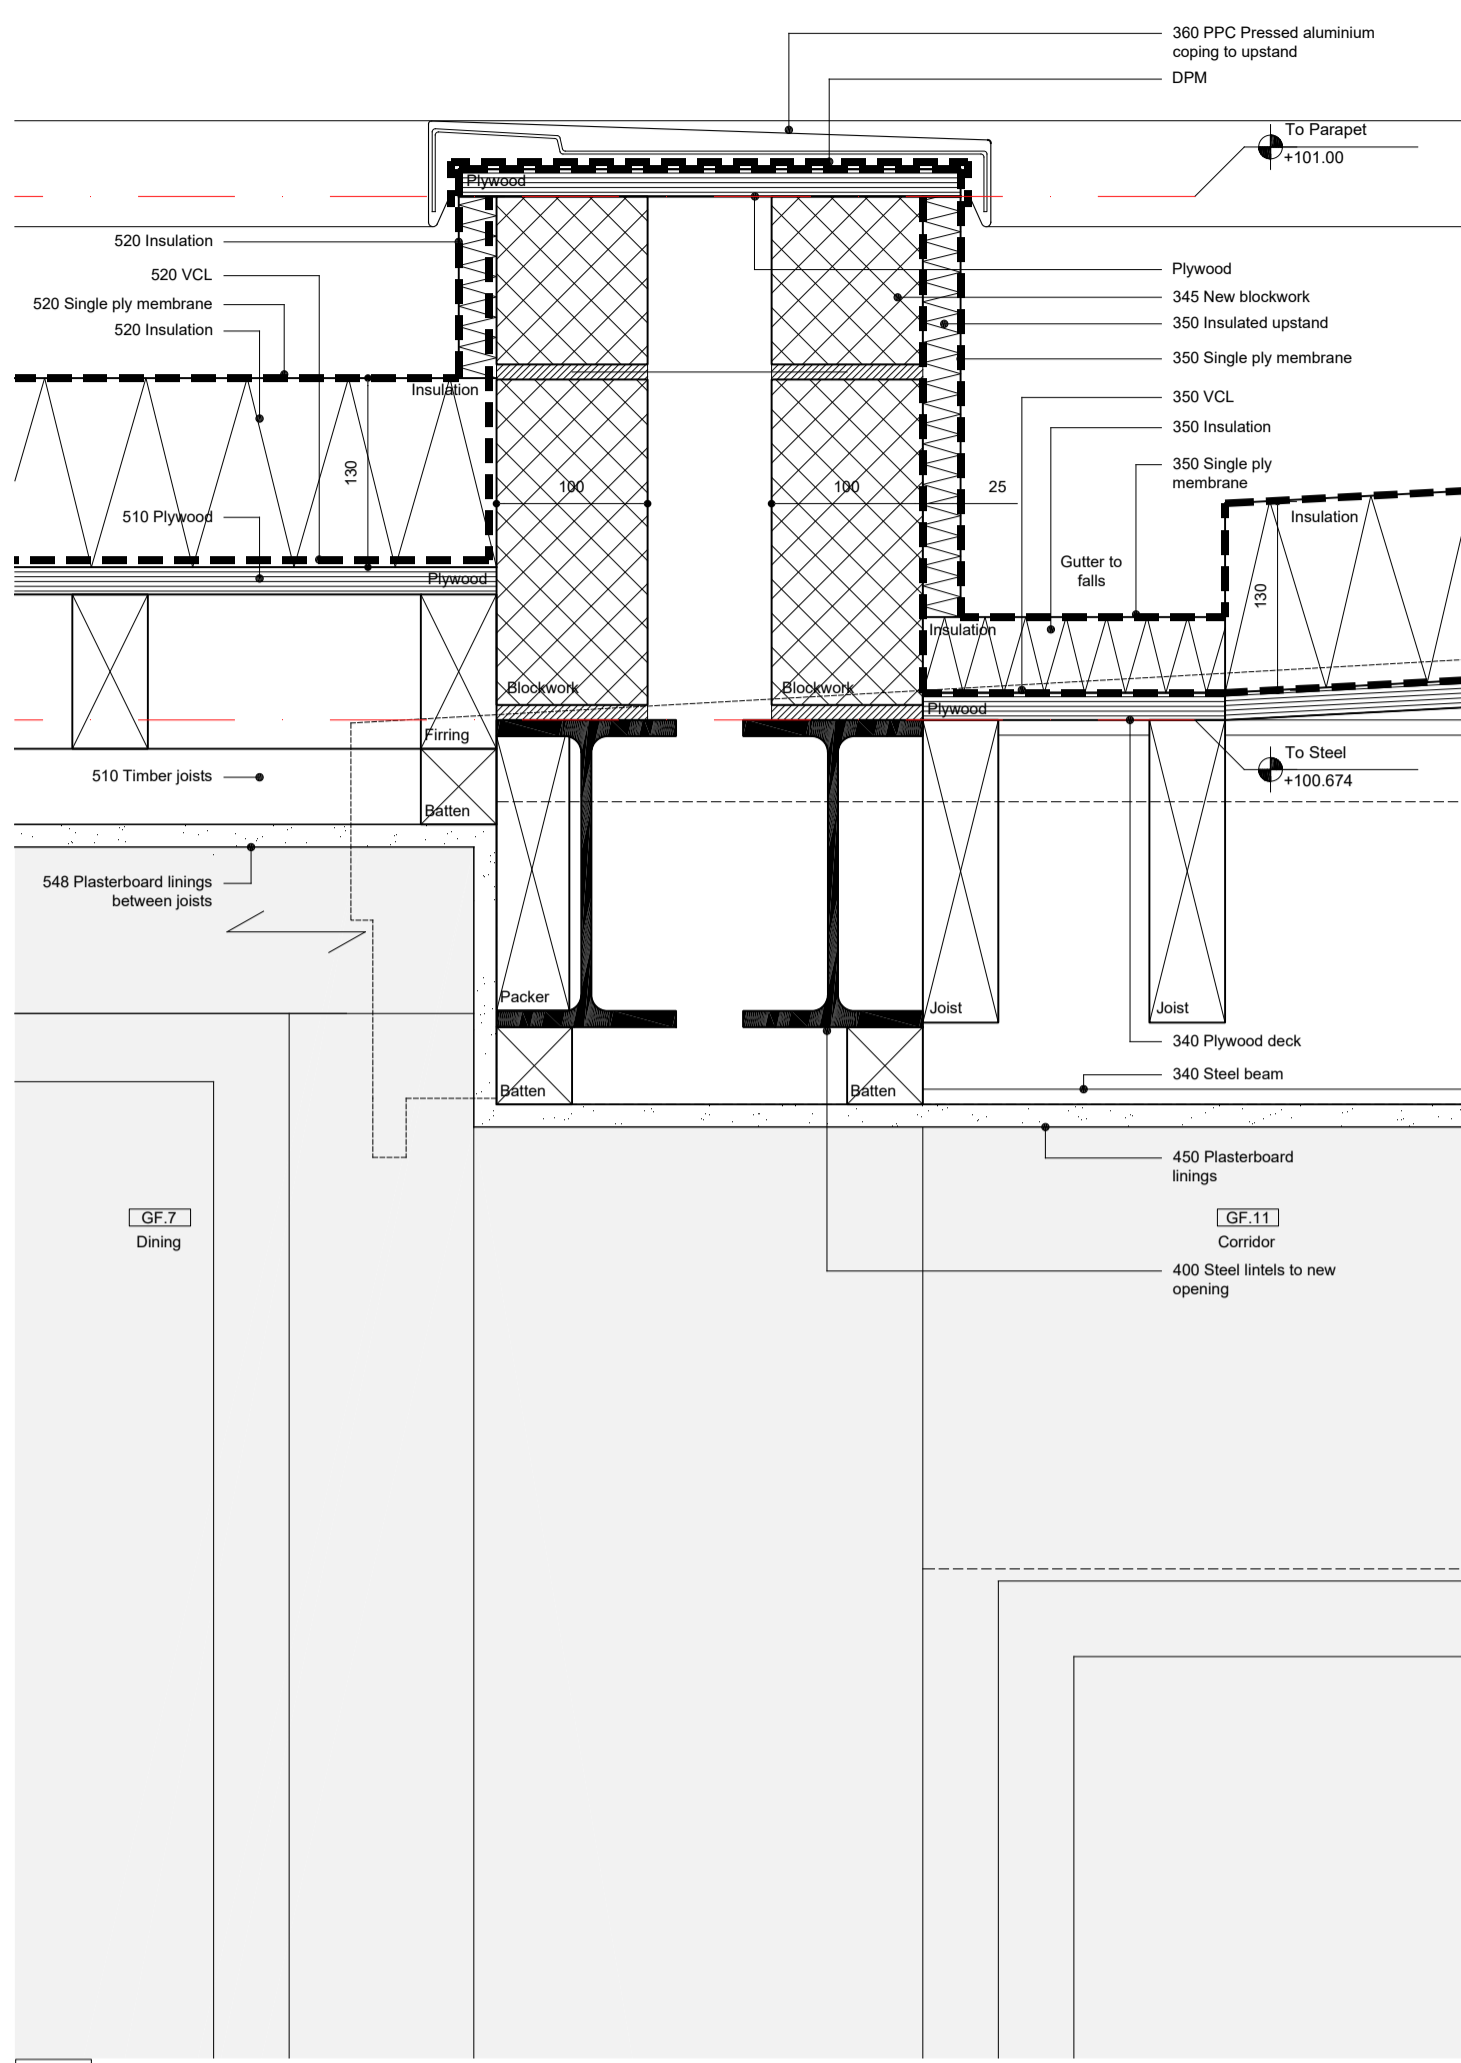 360 PPC Pressed aluminium
coping to upstand
DPM
To Parapet
+101.00
Plywood
520 Insulation
520 VCL
520 Single ply membrane
520 Insulation
Plywood
345 New blockwork
350 Insulated upstand
350 Single ply membrane
Insulation
350 VCL
350 Insulation
350 Single ply
membrane
130
100
100
25
510 Plywood
Insulation
Plywood
Gutter to
falls
130
Insulation
Blockwork
Blockwork
Plywood
Firring
To Steel
+100.674
510 Timber joists
Batten
548 Plasterboard linings
between joists
Packer
Joist
Joist
340 Plywood deck
340 Steel beam
Batten
Batten
450 Plasterboard
linings
GF.7
Dining
GF.11
Corridor
400 Steel lintels to new
opening